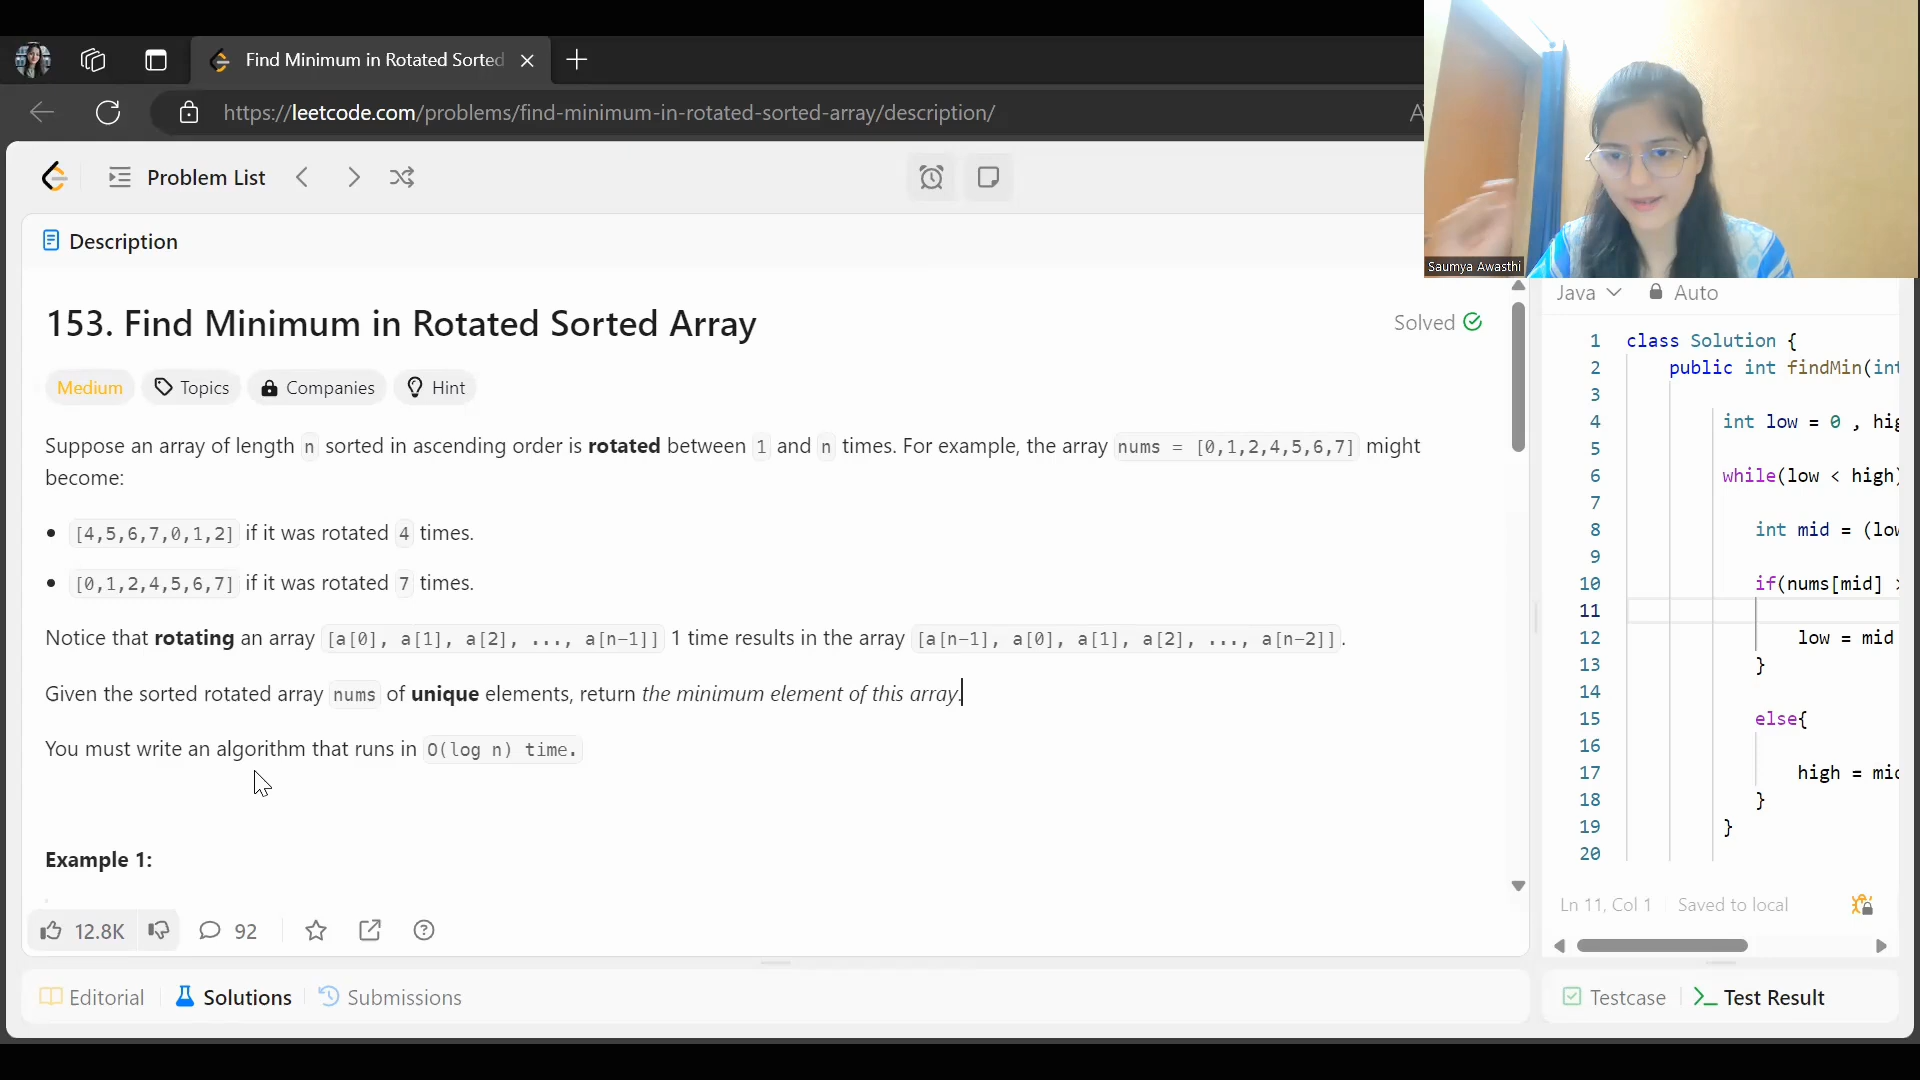 Find Minimum in Rotated Sorted
https://leetcode.com/problems/find-minimum-in-rotated-sorted-array/description/
Problem List
Description
153. Find Minimum in Rotated Sorted Array
Solved
Medium Topics Companies Hint
Suppose an array of length n sorted in ascending order is rotated between 1 and n times. For example, the array nums = [0,1,2,4,5,6,7] might
become:
• [4,5,6,7,0,1,2] if it was rotated 4 times.
• [0,1,2,4,5,6,7] if it was rotated 7 times.
Notice that rotating an array [a[0], a[1], a[2], ..., a[n-1]] 1 time results in the array [a[n-1], a[0], a[1], a[2], ..., a[n-2]].
Given the sorted rotated array nums of unique elements, return the minimum element of this array.
You must write an algorithm that runs in O(log n) time.
Example 1:
12.8K 92
Editorial Solutions Submissions
Saumya Awasthi
Java Auto
1 class Solution {
2 public int findMin(int
3
4 int low = 0 , hig
5
6 while(low < high)
7
8 int mid = (low
9
10 if(nums[mid] >
11
12 low = mid
13 }
14
15 else{
16
17 high = mid
18 }
19 }
20
Ln 11, Col 1 Saved to local
Testcase Test Result